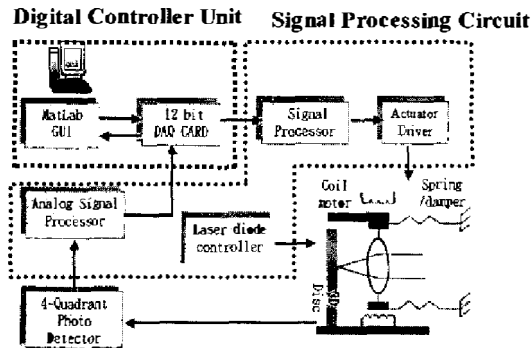 Digital Controller Unit
Signal Processing Circuit
MatLab
GUI
12 bit
DAQ CARD
Signal
Processor
Actuator
Driver
Analog Signal
Processor
Laser diode
controller
Coil
motor
Spring
/damper
Disc
4-Quadrant
Photo
Detector